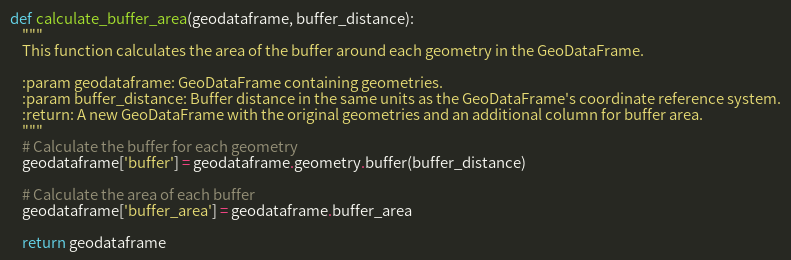 def calculate_buffer_area(geodataframe, buffer_distance):
"""
This function calculates the area of the buffer around each geometry in the GeoDataFrame.
:param geodataframe: GeoDataFrame containing geometries.
:param buffer_distance: Buffer distance in the same units as the GeoDataFrame's coordinate reference system.
:return: A new GeoDataFrame with the original geometries and an additional column for buffer area.
"""
# Calculate the buffer for each geometry
geodataframe['buffer'] = geodataframe.geometry.buffer(buffer_distance)
# Calculate the area of each buffer
geodataframe['buffer_area'] = geodataframe.buffer_area
return geodataframe